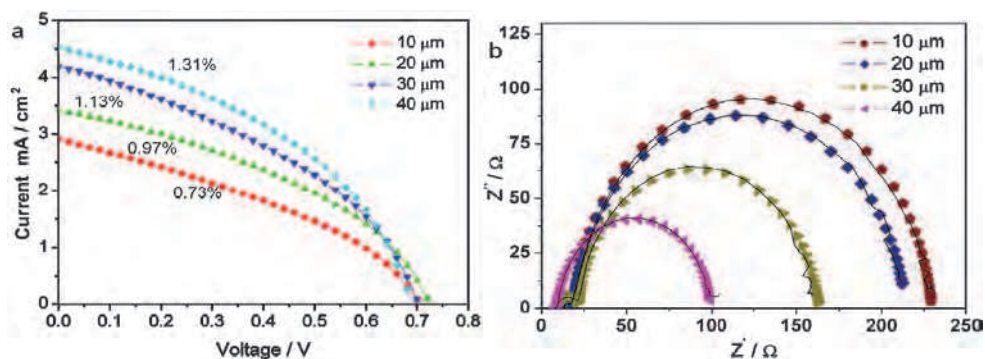 a
Current mA / cm²
5
4
3
2
1
0
1.31%
1.13%
0.97%
0.73%
10 µm
20 µm
30 µm
40 µm
0.0 0.1 0.2 0.3 0.4 0.5 0.6 0.7 0.8
Voltage / V
b
Z'' / Ω
125
100
75
50
25
0
10 µm
20 µm
30 µm
40 µm
0 50 100 150 200 250
Z' / Ω